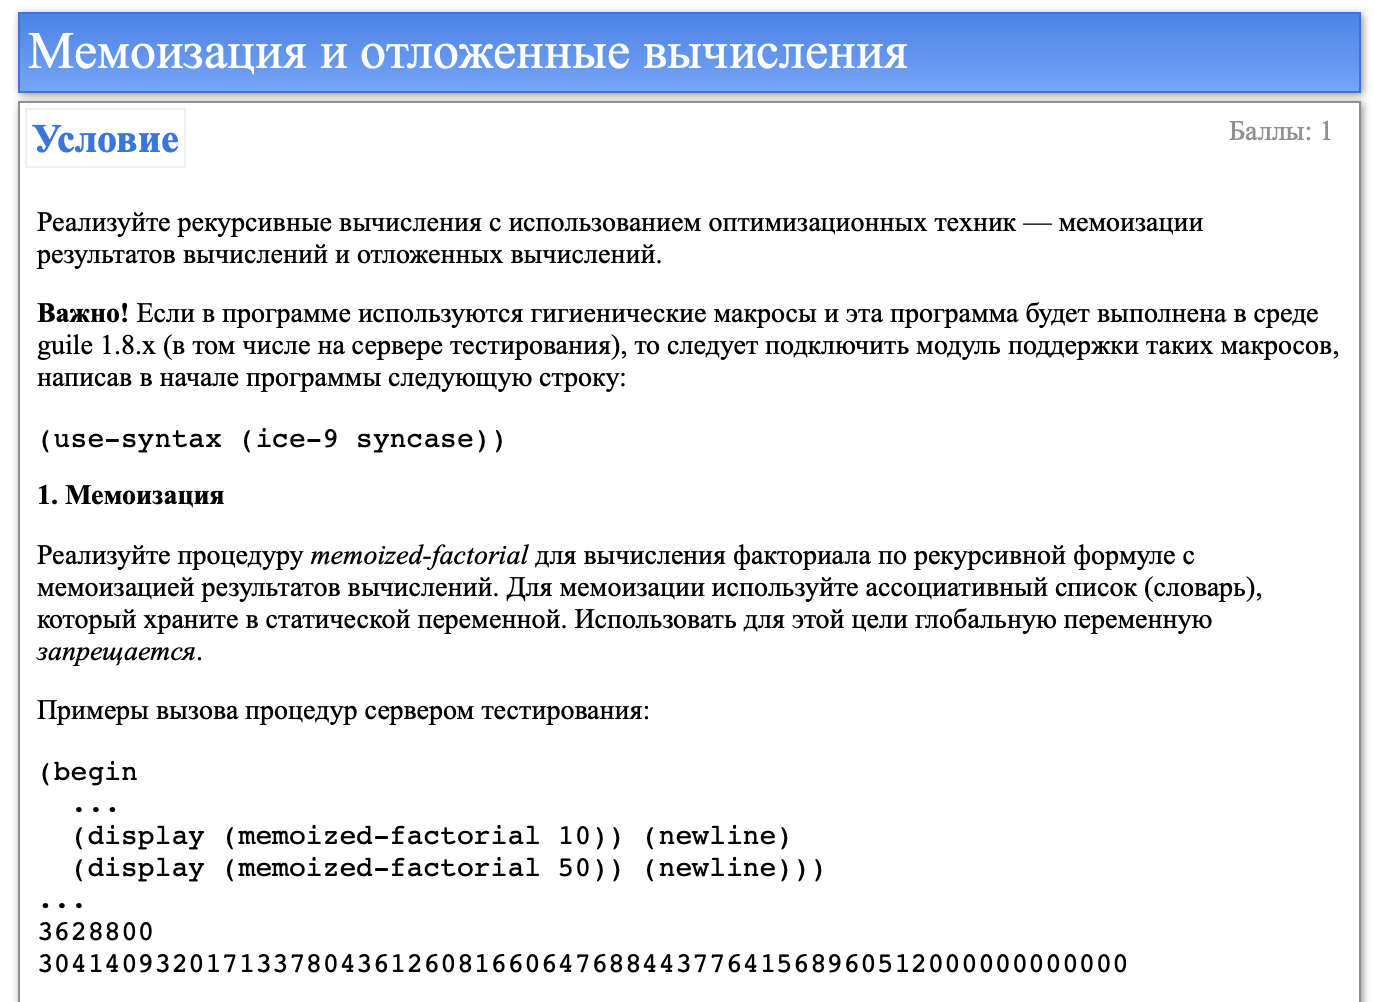 Мемоизация и отложенные вычисления
Условие
Баллы: 1
Реализуйте рекурсивные вычисления с использованием оптимизационных техник — мемоизации
результатов вычислений и отложенных вычислений.
Важно! Если в программе используются гигиенические макросы и эта программа будет выполнена в среде
guile 1.8.x (в том числе на сервере тестирования), то следует подключить модуль поддержки таких макросов,
написав в начале программы следующую строку:
(use-syntax (ice-9 syncase))
1. Мемоизация
Реализуйте процедуру memoized-factorial для вычисления факториала по рекурсивной формуле с
мемоизацией результатов вычислений. Для мемоизации используйте ассоциативный список (словарь),
который храните в статической переменной. Использовать для этой цели глобальную переменную
запрещается.
Примеры вызова процедур сервером тестирования:
(begin
  ...
  (display (memoized-factorial 10)) (newline)
  (display (memoized-factorial 50)) (newline)))
...
3628800
30414093201713378043612608166064768844377641568960512000000000000